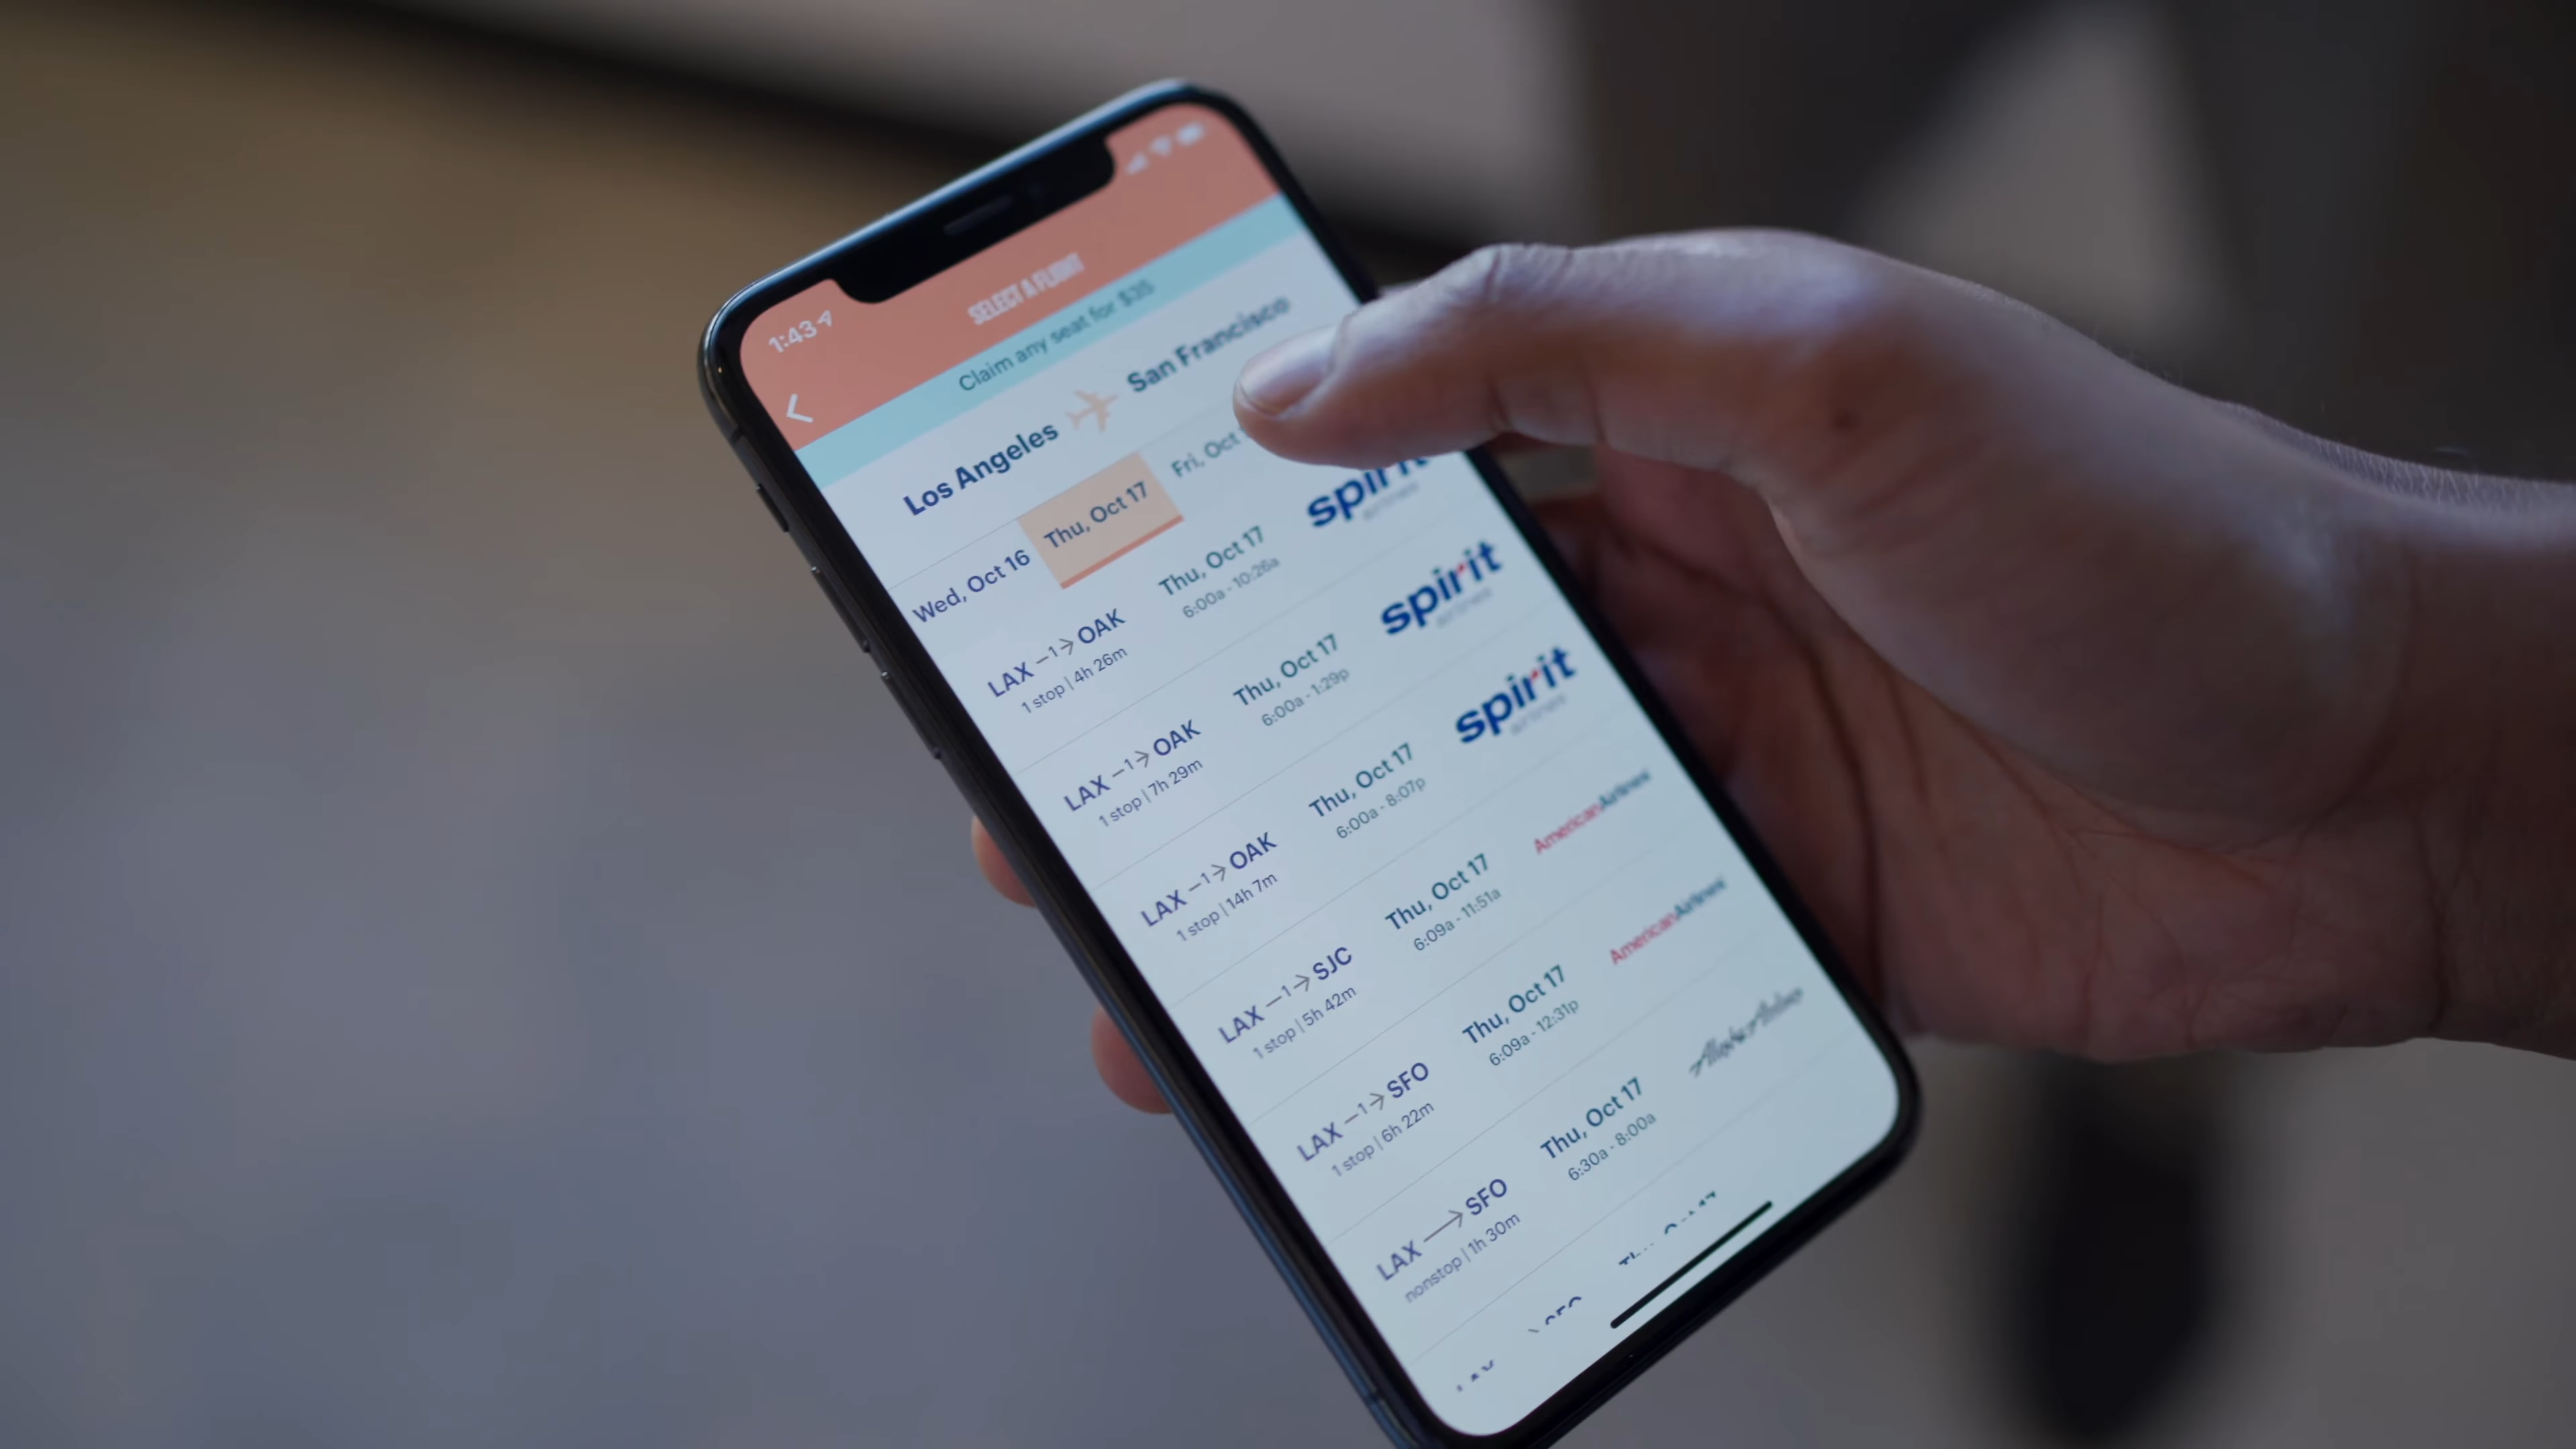 1:43
SELECT A FLIGHT
Claim any seat for $35
Los Angeles San Francisco
Wed, Oct 16 Thu, Oct 17 Fri, Oct
LAX –1→ OAK Thu, Oct 17 spirit
1 stop | 4h 26m 6:00a - 10:26a airlines
LAX –1→ OAK Thu, Oct 17 spirit
1 stop | 7h 29m 6:00a - 1:29p airlines
LAX –1→ OAK Thu, Oct 17 spirit
1 stop | 14h 7m 6:00a - 8:07p airlines
LAX –1→ SJC Thu, Oct 17 AmericanAirlines
1 stop | 5h 42m 6:09a - 11:51a
LAX –1→ SFO Thu, Oct 17 AmericanAirlines
1 stop | 6h 22m 6:09a - 12:31p
LAX → SFO Thu, Oct 17 Alaska Airlines
nonstop | 1h 30m 6:30a - 8:00a